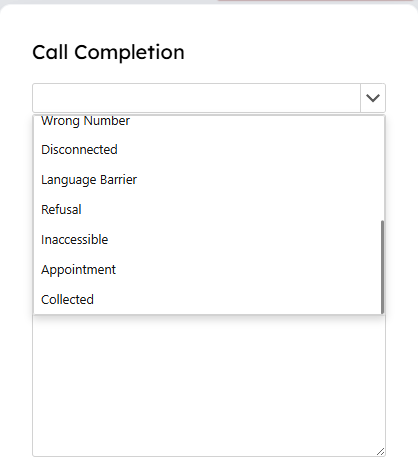 Call Completion
Wrong Number
Disconnected
Language Barrier
Refusal
Inaccessible
Appointment
Collected